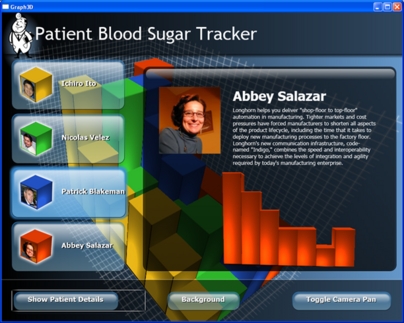 Graph3D
Patient Blood Sugar Tracker
Ichiro Ito
Nicolas Velez
Patrick Blakeman
Abbey Salazar
Abbey Salazar
Longhorn helps you deliver "shop-floor to top-floor"
automation in manufacturing. Tighter markets and cost
pressures have forced manufacturers to shorten all aspects
of the product lifecycle, including the time that it takes to
deploy new manufacturing processes to the factory floor.
Longhorn's new communication infrastructure, code-
named "Indigo," combines the speed and interoperability
necessary to achieve the levels of integration and agility
required by today's manufacturing enterprise.
Show Patient Details
Background
Toggle Camera Pan